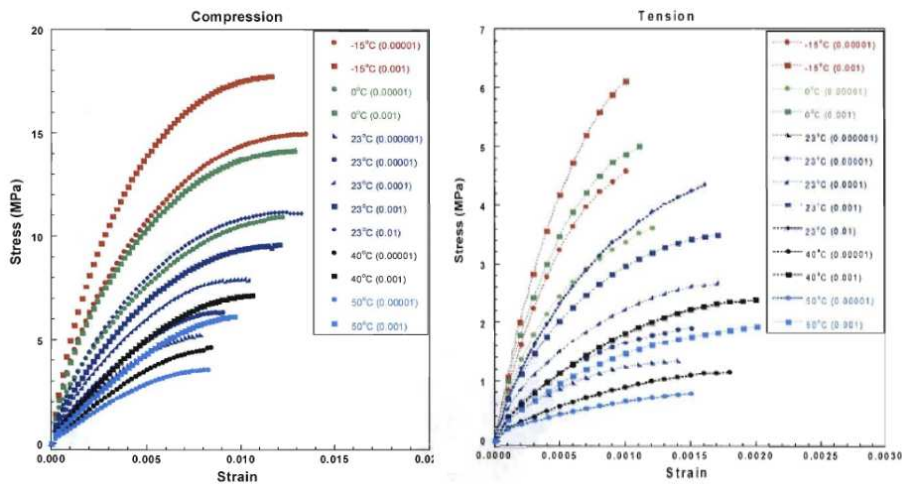 Compression
20
15
10
5
0
0.000
0.005
0.010
0.015
0.02
Stress (MPa)
Strain
-15°C (0.00001)
-15°C (0.001)
0°C (0.00001)
0°C (0.001)
23°C (0.000001)
23°C (0.00001)
23°C (0.0001)
23°C (0.001)
23°C (0.01)
40°C (0.00001)
40°C (0.001)
50°C (0.00001)
50°C (0.001)
Tension
7
6
5
4
3
2
1
0
0.0000
0.0005
0.0010
0.0015
0.0020
0.0025
0.0030
Stress (MPa)
Strain
-15°C (0.00001)
-15°C (0.001)
0°C (0.00001)
0°C (0.001)
23°C (0.000001)
23°C (0.00001)
23°C (0.0001)
23°C (0.001)
23°C (0.01)
40°C (0.00001)
40°C (0.001)
50°C (0.00001)
50°C (0.001)